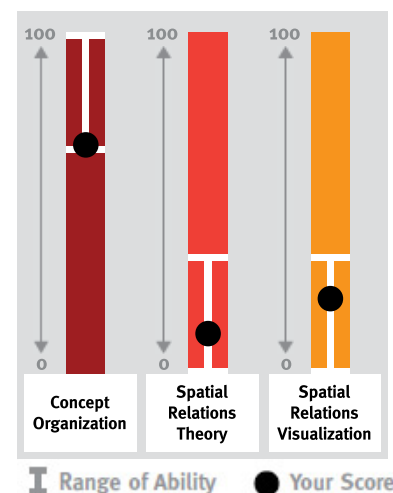 100
100
100
0
0
0
Concept
Organization
Spatial
Relations
Theory
Spatial
Relations
Visualization
Range of Ability
Your Score